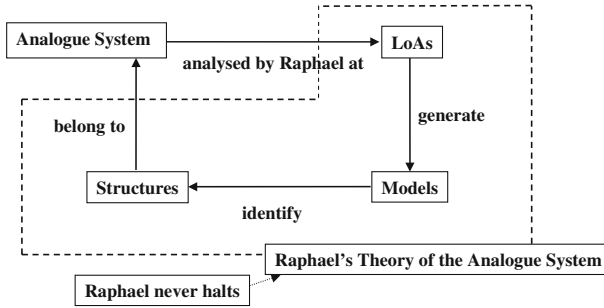 Analogue System
LoAs
analysed by Raphael at
belong to
generate
Structures
Models
identify
Raphael’s Theory of the Analogue System
Raphael never halts